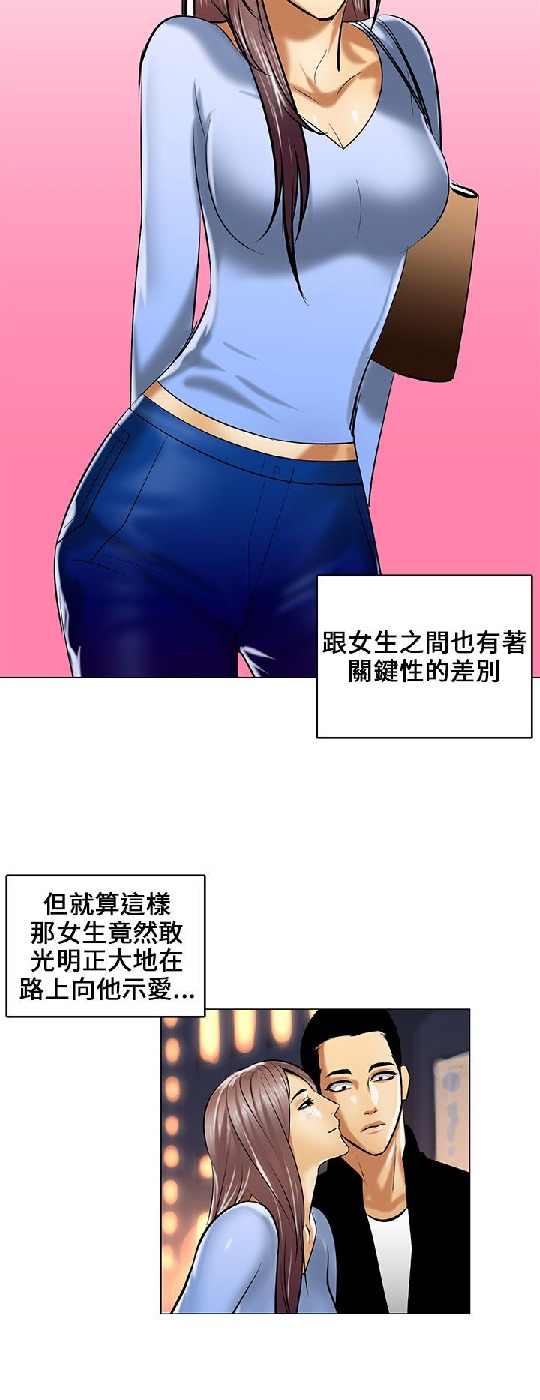 跟女生之間也有著
關鍵性的差別
但就算這樣
那女生竟然敢
光明正大地在
路上向他示愛...